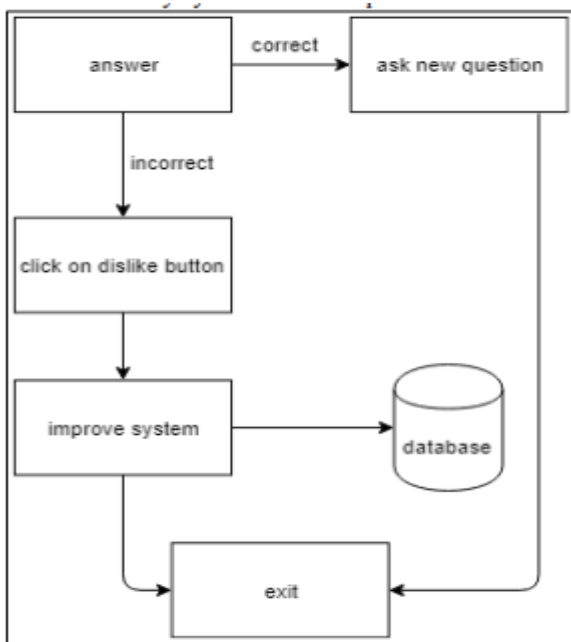 answer
correct
ask new question
incorrect
click on dislike button
improve system
database
exit